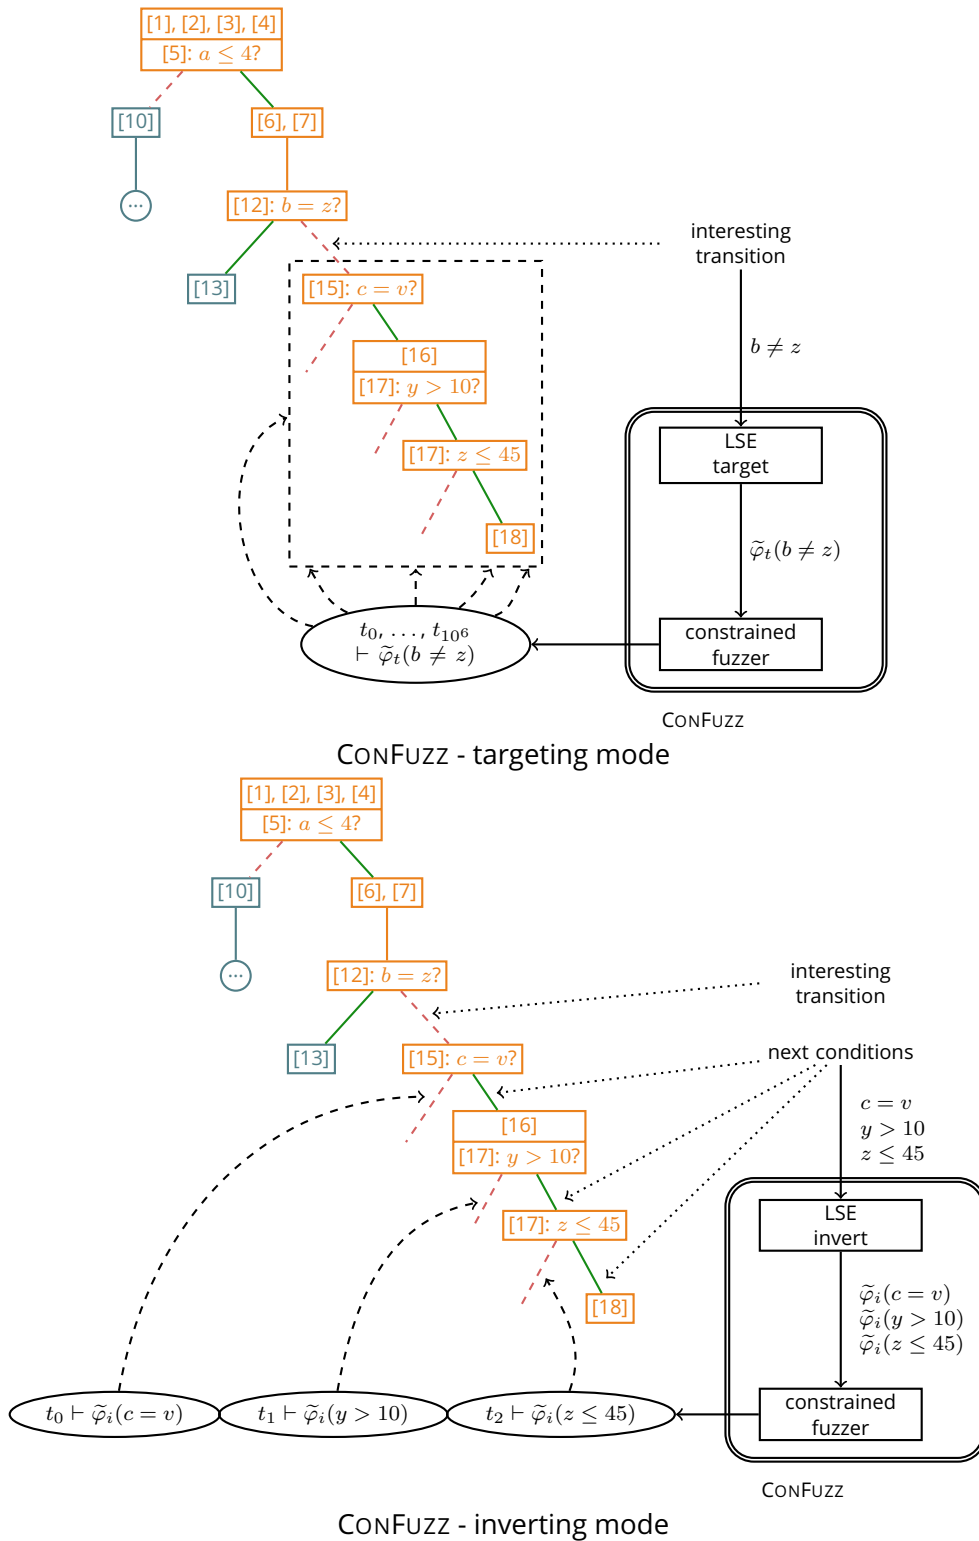 [1], [2], [3], [4]
[5]: a ≤ 4?
[10]
[6], [7]
...
[12]: b = z?
[13]
interesting
transition
[15]: c = v?
b ≠ z
[16]
[17]: y > 10?
[17]: z ≤ 45
[18]
LSE
target
φ̃t(b ≠ z)
constrained
fuzzer
t0, . . . , t10^6
⊢ φ̃t(b ≠ z)
CONFUZZ
CONFUZZ - targeting mode
[1], [2], [3], [4]
[5]: a ≤ 4?
[10]
[6], [7]
...
[12]: b = z?
interesting
transition
[13]
[15]: c = v?
next conditions
c = v
y > 10
z ≤ 45
[16]
[17]: y > 10?
[17]: z ≤ 45
[18]
LSE
invert
φ̃i(c = v)
φ̃i(y > 10)
φ̃i(z ≤ 45)
t0 ⊢ φ̃i(c = v)
t1 ⊢ φ̃i(y > 10)
t2 ⊢ φ̃i(z ≤ 45)
constrained
fuzzer
CONFUZZ
CONFUZZ - inverting mode